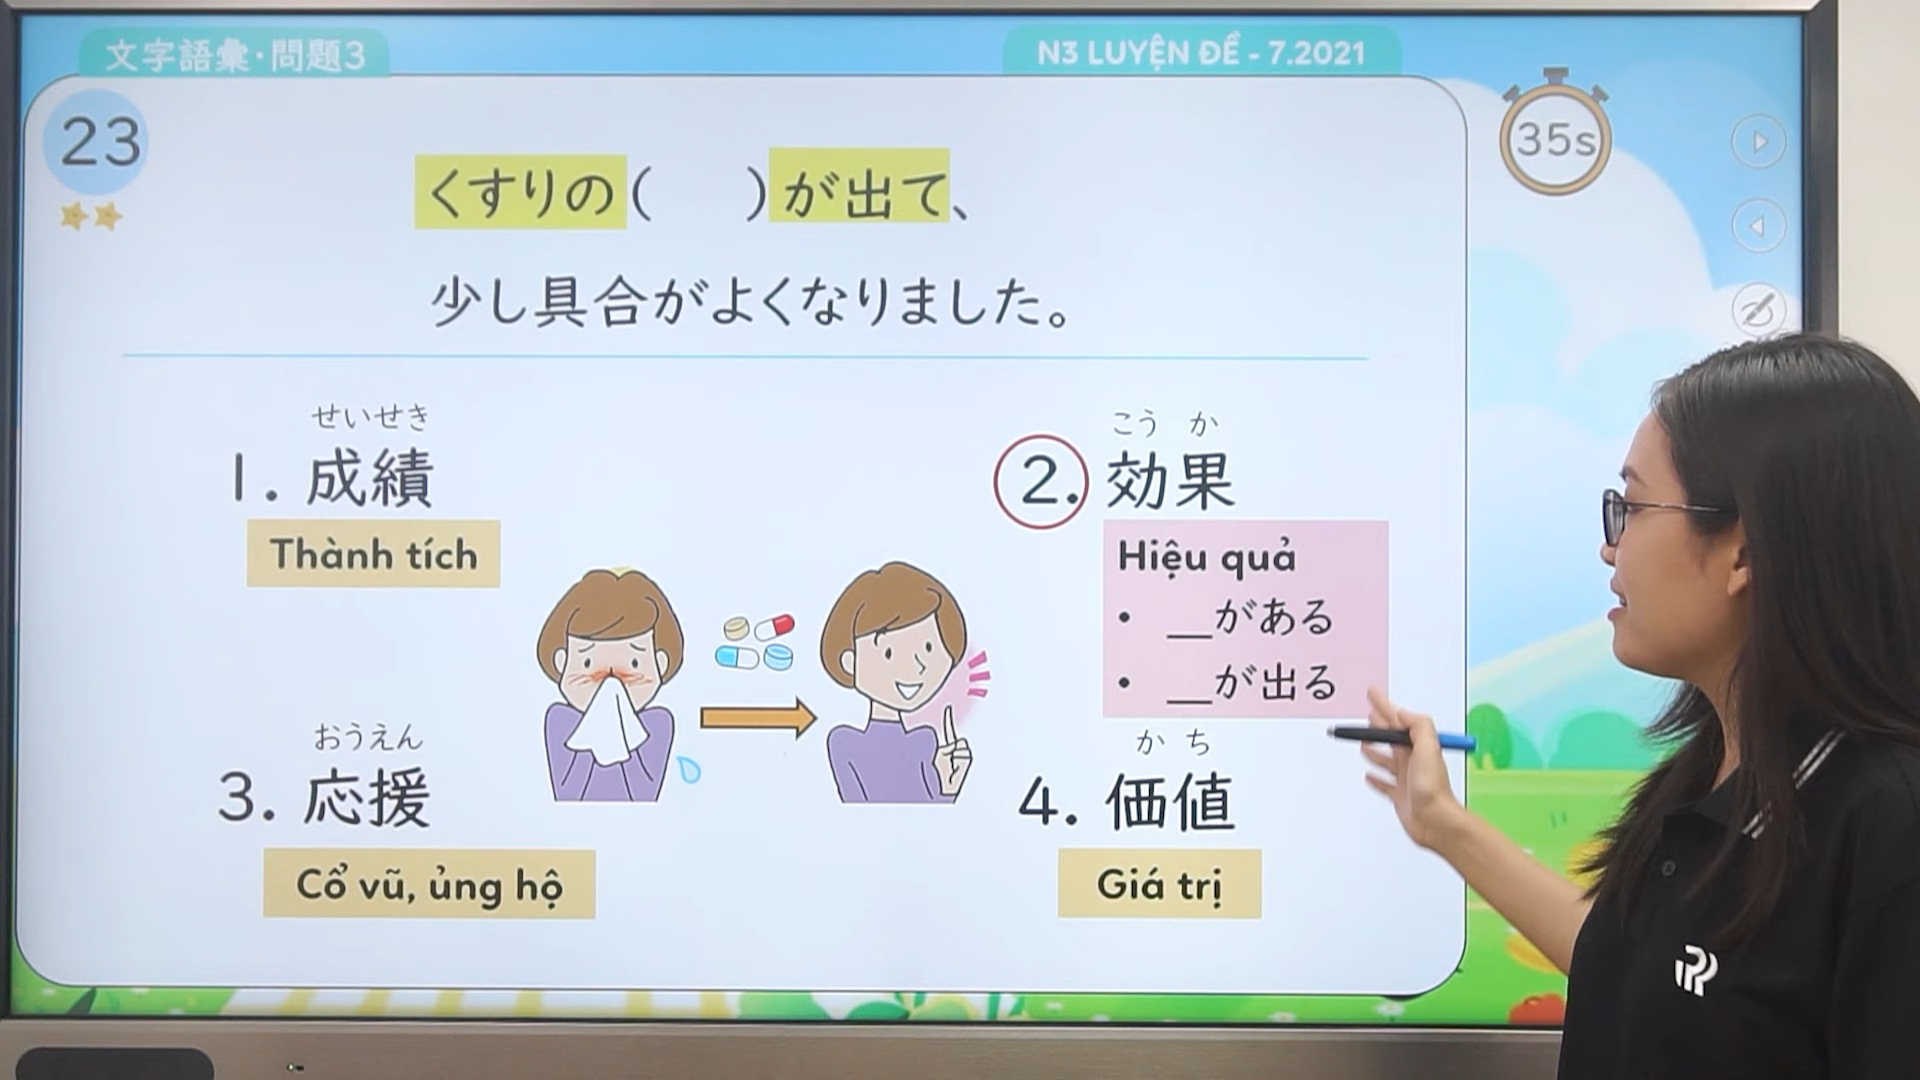 文字語彙·問題3
N3 LUYỆN ĐỀ - 7.2021
23
35s
くすりの(　　)が出て、
少し具合がよくなりました。
せいせき
1. 成績
Thành tích
こう か
2. 効果
Hiệu quả
• __がある
• __が出る
おうえん
3. 応援
Cổ vũ, ủng hộ
か ち
4. 価値
Giá trị